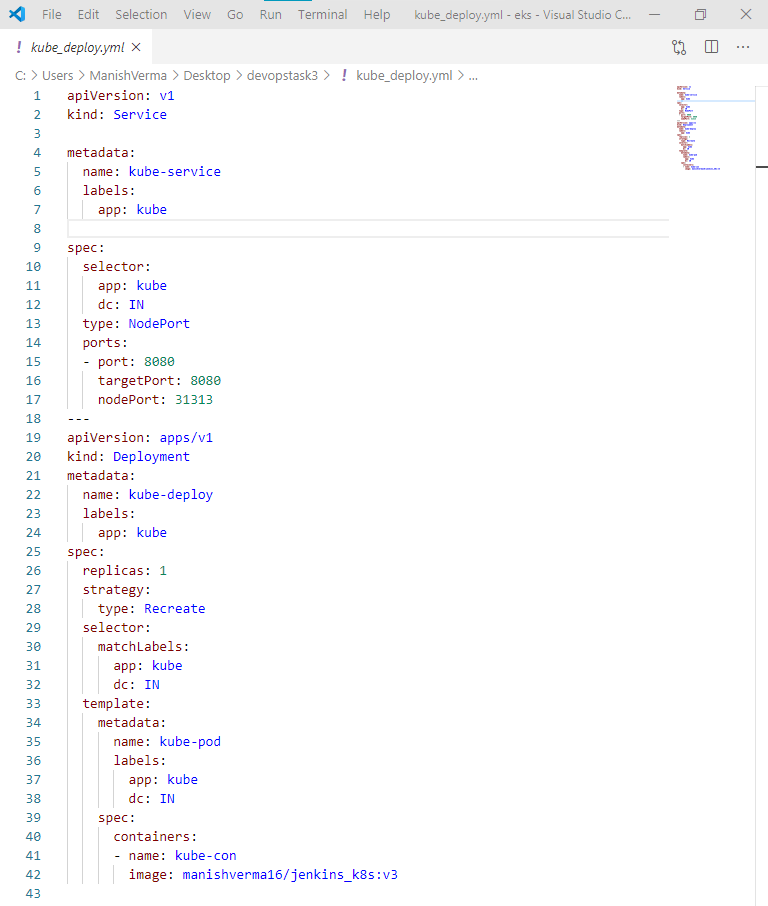 File Edit Selection View Go Run Terminal Help kube_deploy.yml - eks - Visual Studio C...
! kube_deploy.yml ×
C: > Users > ManishVerma > Desktop > devopstask3 > ! kube_deploy.yml > ...
1 apiVersion: v1
2 kind: Service
3
4 metadata:
5   name: kube-service
6   labels:
7     app: kube
8
9 spec:
10   selector:
11     app: kube
12     dc: IN
13   type: NodePort
14   ports:
15   - port: 8080
16     targetPort: 8080
17     nodePort: 31313
18 ---
19 apiVersion: apps/v1
20 kind: Deployment
21 metadata:
22   name: kube-deploy
23   labels:
24     app: kube
25 spec:
26   replicas: 1
27   strategy:
28     type: Recreate
29   selector:
30     matchLabels:
31       app: kube
32       dc: IN
33   template:
34     metadata:
35       name: kube-pod
36       labels:
37         app: kube
38         dc: IN
39     spec:
40       containers:
41       - name: kube-con
42         image: manishverma16/jenkins_k8s:v3
43